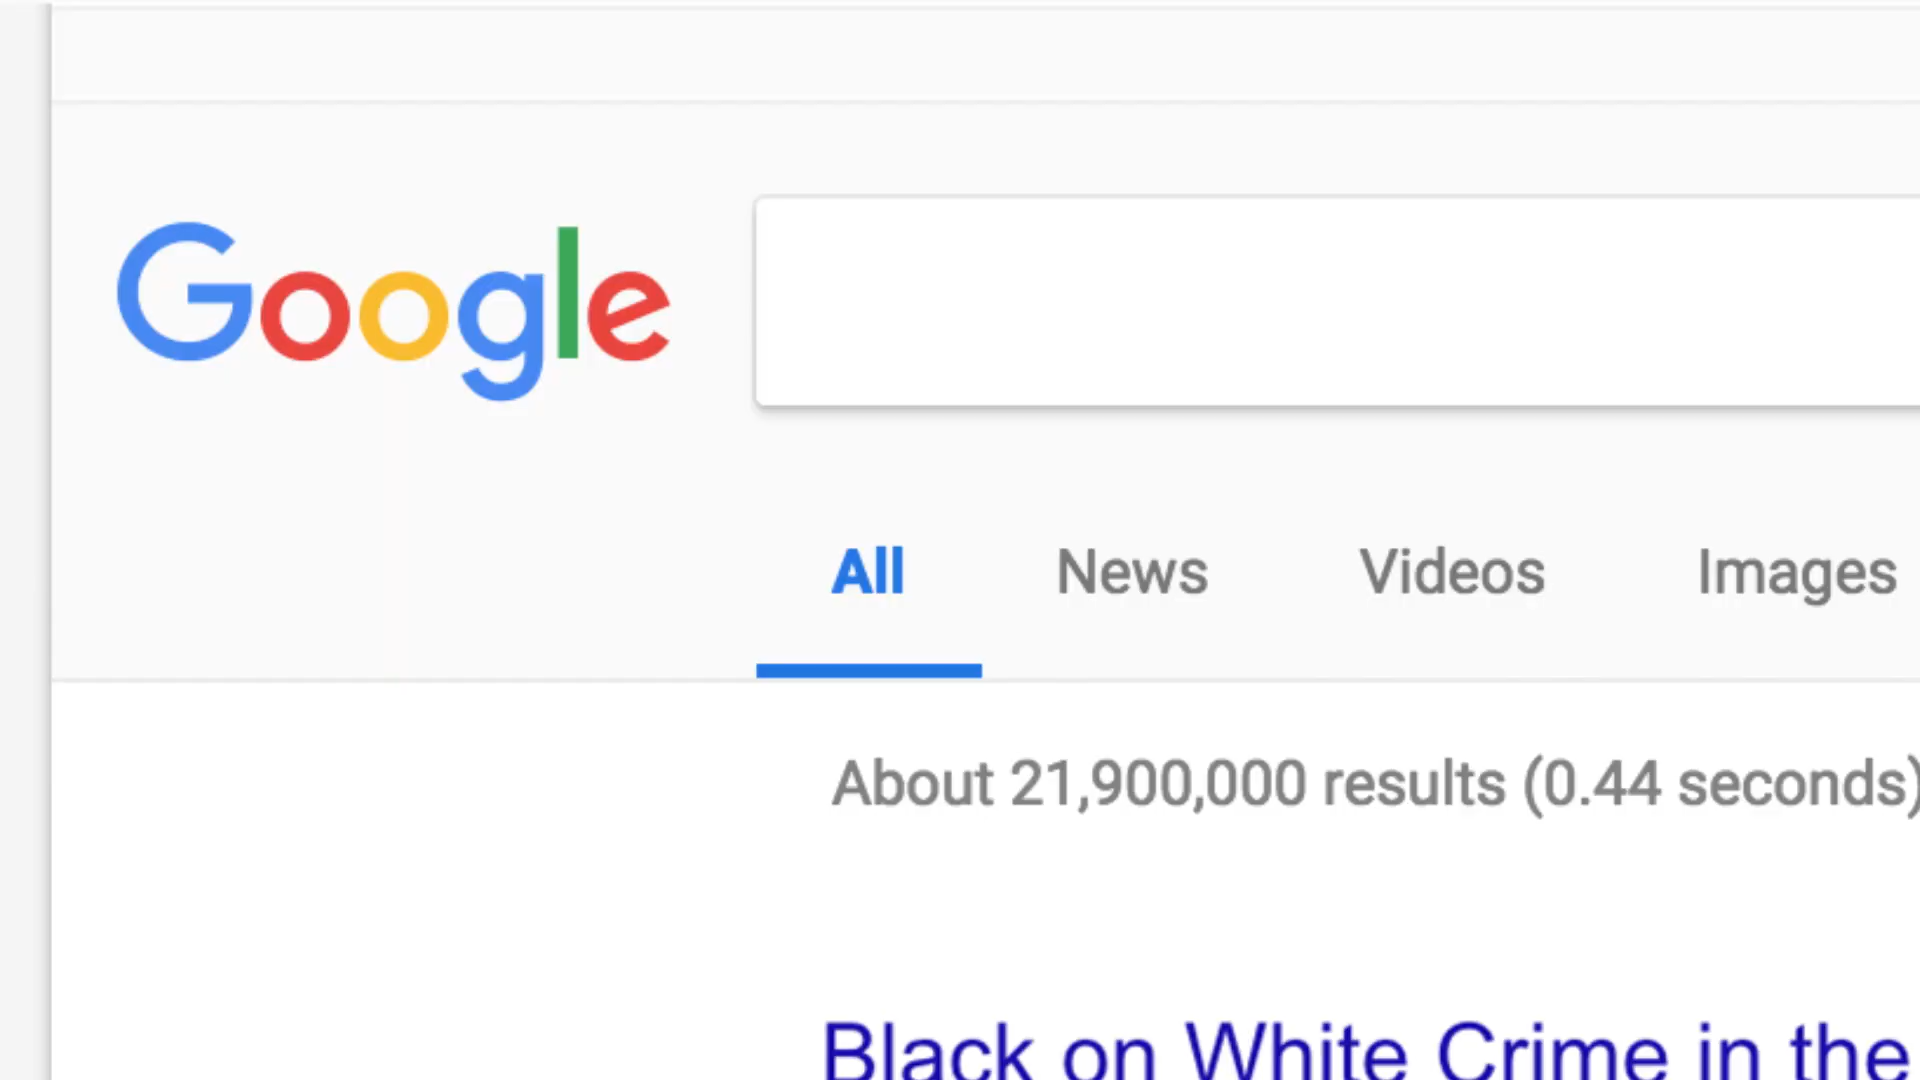 Google
All News Videos Images
About 21,900,000 results (0.44 seconds)
Black on White Crime in the